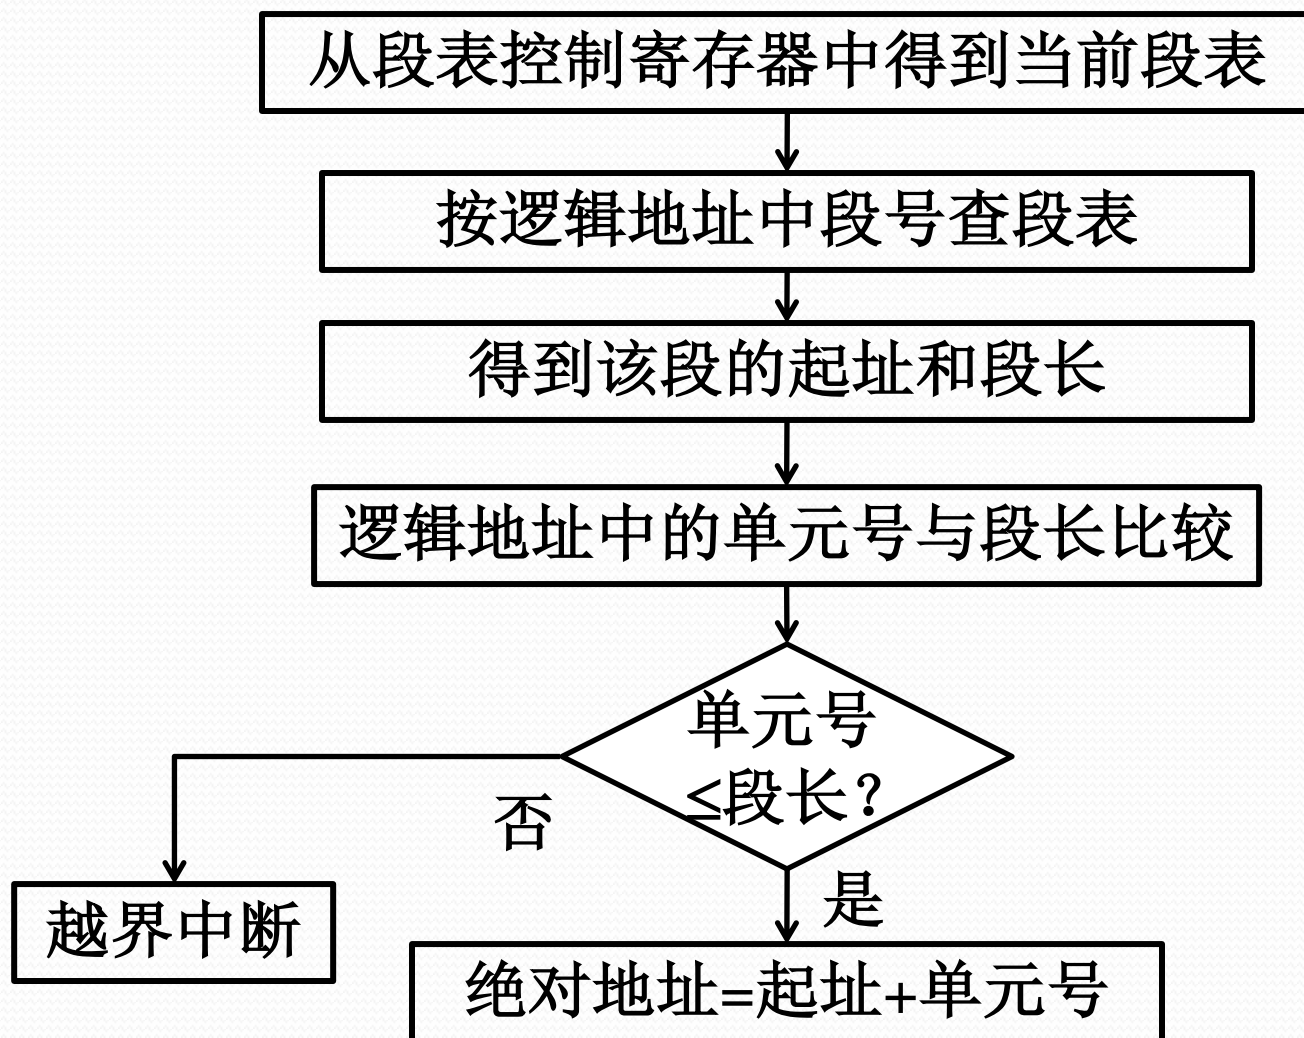 从段表控制寄存器中得到当前段表
按逻辑地址中段号查段表
得到该段的起址和段长
逻辑地址中的单元号与段长比较
单元号
≤段长？
否
是
越界中断
绝对地址=起址+单元号